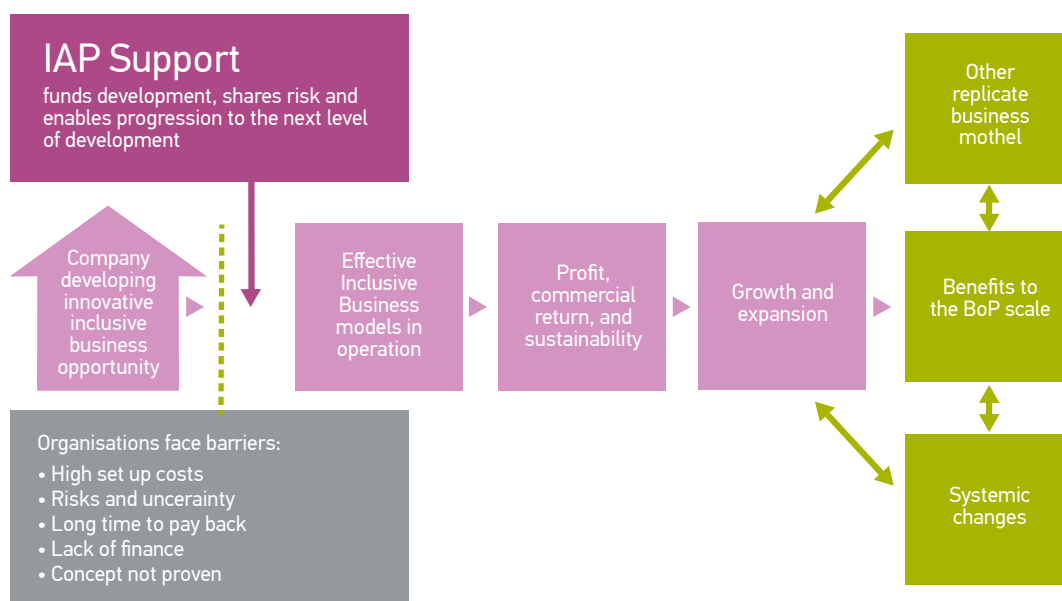 IAP Support
funds development, shares risk and
enables progression to the next level
of development
Company
developing
innovative
inclusive
business
opportunity
Organisations face barriers:
• High set up costs
• Risks and uncertainty
• Long time to pay back
• Lack of finance
• Concept not proven
Effective
Inclusive
Business
models in
operation
Profit,
commercial
return, and
sustainability
Growth and
expansion
Other
replicate
business
mothel
Benefits to
the BoP scale
Systemic
changes